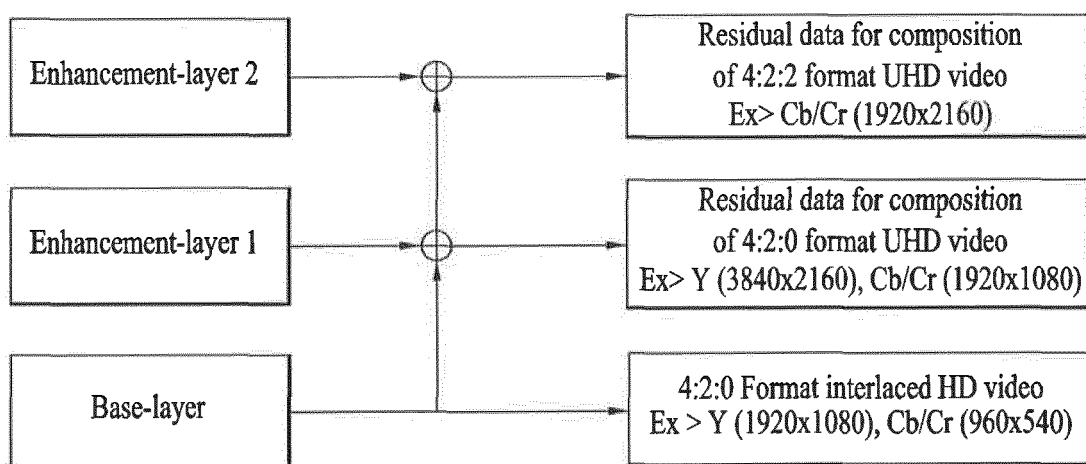 Enhancement-layer 2
Residual data for composition
of 4:2:2 format UHD video
Ex> Cb/Cr (1920x2160)
Enhancement-layer 1
Residual data for composition
of 4:2:0 format UHD video
Ex> Y (3840x2160), Cb/Cr (1920x1080)
Base-layer
4:2:0 Format interlaced HD video
Ex > Y (1920x1080), Cb/Cr (960x540)